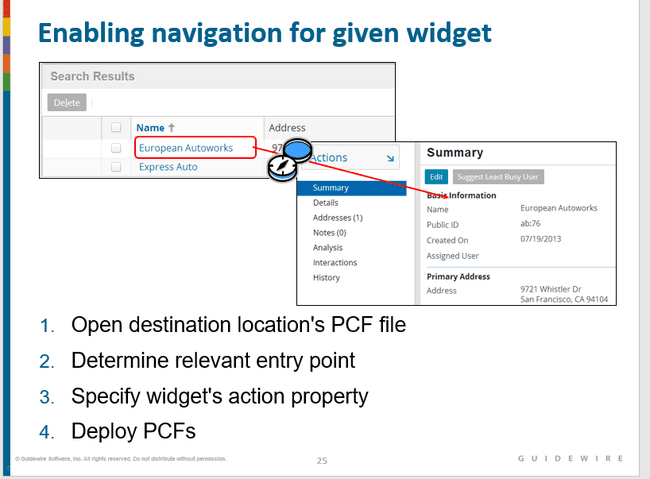 Enabling navigation for given widget
Search Results
Delete
Name ↑ Address
European Autoworks 97
Express Auto
Actions
Summary
Details
Addresses (1)
Notes (0)
Analysis
Interactions
History
Summary
Edit Suggest Least Busy User
Basic Information
Name European Autoworks
Public ID ab:76
Created On 07/19/2013
Assigned User
Primary Address
Address 9721 Whistler Dr
San Francisco, CA 94104
1. Open destination location's PCF file
2. Determine relevant entry point
3. Specify widget's action property
4. Deploy PCFs
© Guidewire Software, Inc. All rights reserved. Do not distribute without permission.
25
GUIDEWIRE